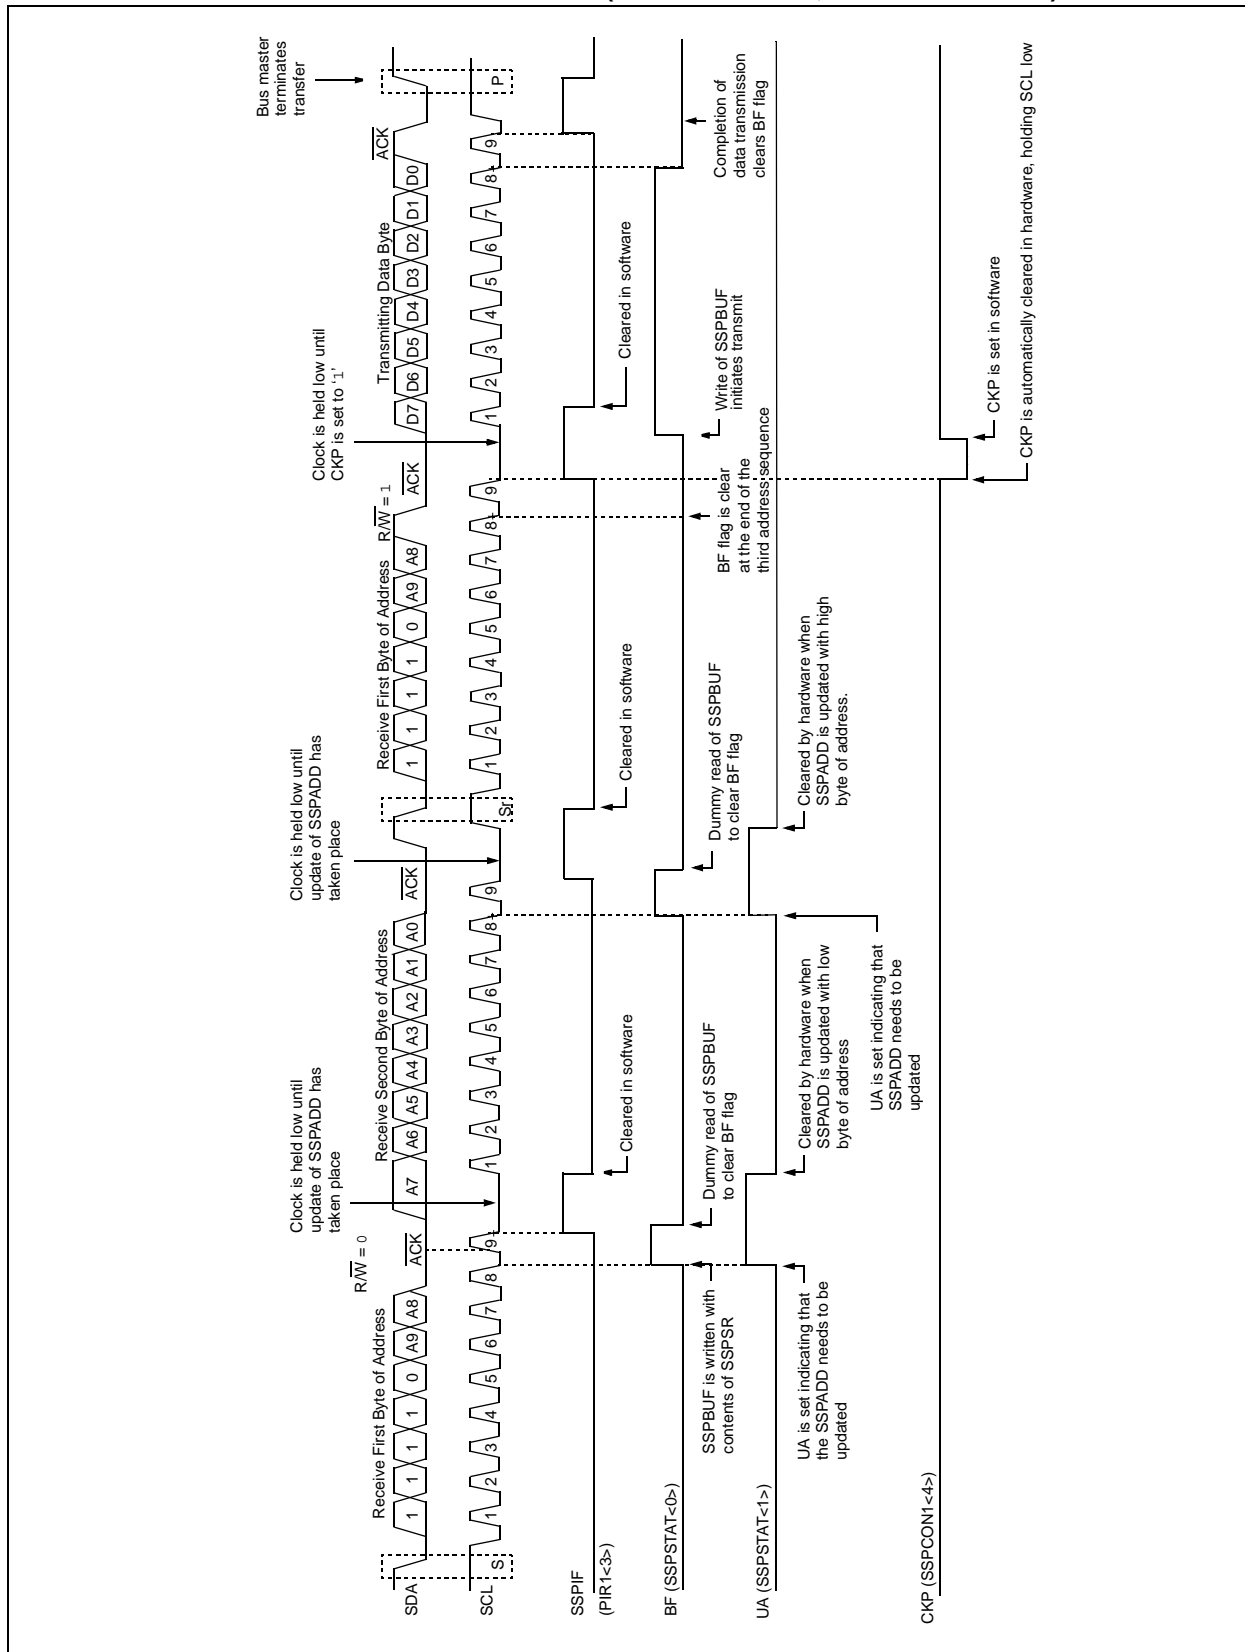 Bus master
terminates
transfer
Clock is held low until
CKP is set to ‘1’
Clock is held low until
update of SSPADD has
taken place
Clock is held low until
update of SSPADD has
taken place
R/W = 0
R/W = 1
Receive First Byte of Address
ACK
Receive Second Byte of Address
ACK
Receive First Byte of Address
ACK
Transmitting Data Byte
ACK
SDA
1 1 1 1 0 A9 A8
A7 A6 A5 A4 A3 A2 A1 A0
1 1 1 1 0 A9 A8
D7 D6 D5 D4 D3 D2 D1 D0
SCL
S
1 2 3 4 5 6 7 8 9
1 2 3 4 5 6 7 8 9
Sr
1 2 3 4 5 6 7 8 9
1 2 3 4 5 6 7 8 9
P
SSPIF
(PIR1<3>)
Cleared in software
Cleared in software
Cleared in software
BF (SSPSTAT<0>)
SSPBUF is written with
contents of SSPSR
Dummy read of SSPBUF
to clear BF flag
Dummy read of SSPBUF
to clear BF flag
BF flag is clear
at the end of the
third address sequence
Write of SSPBUF
initiates transmit
Completion of
data transmission
clears BF flag
UA (SSPSTAT<1>)
UA is set indicating that
the SSPADD needs to be
updated
Cleared by hardware when
SSPADD is updated with low
byte of address
UA is set indicating that
SSPADD needs to be
updated
Cleared by hardware when
SSPADD is updated with high
byte of address.
CKP (SSPCON1<4>)
CKP is set in software
CKP is automatically cleared in hardware, holding SCL low